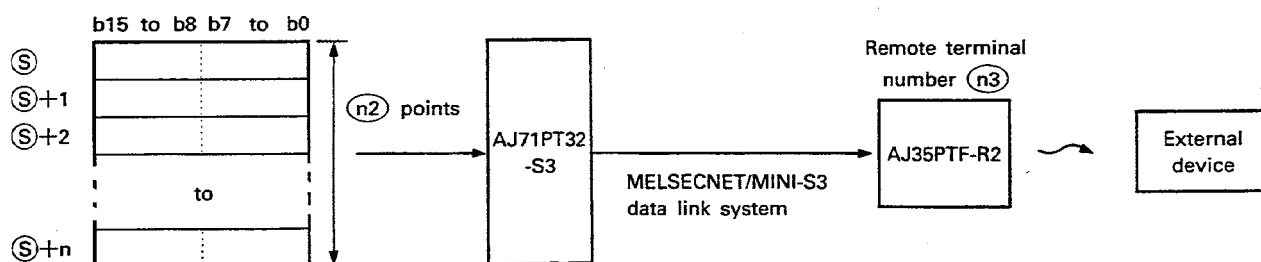 b15 to b8 b7 to b0
Ⓢ
Ⓢ+1
Ⓢ+2
to
Ⓢ+n
(n2) points
AJ71PT32
-S3
MELSECNET/MINI-S3
data link system
Remote terminal
number (n3)
AJ35PTF-R2
External
device